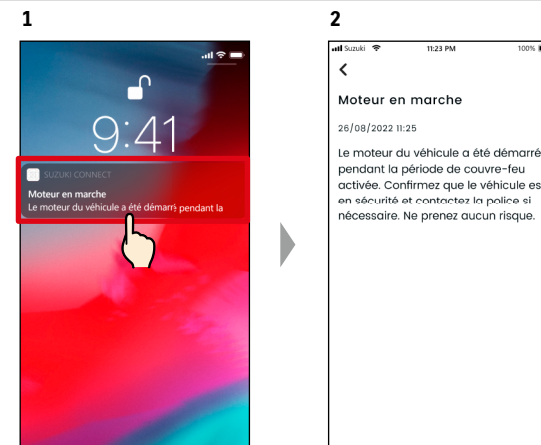 1
9:41
SUZUKI CONNECT
Moteur en marche
Le moteur du véhicule a été démarré pendant la
2
Suzuki 11:23 PM 100%
Moteur en marche
26/08/2022 11:25
Le moteur du véhicule a été démarré
pendant la période de couvre-feu
activée. Confirmez que le véhicule es
en sécurité et contactez la police si
nécessaire. Ne prenez aucun risque.